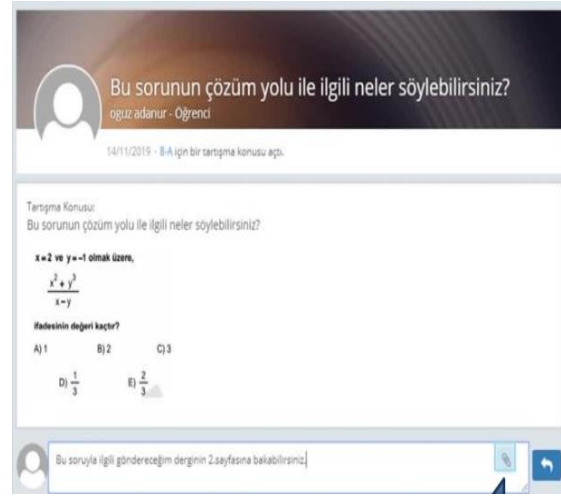 Bu sorunun çözüm yolu ile ilgili neler söylebilirsiniz?
oguz adanur - Öğrenci
14/11/2019 - 8-A için bir tartışma konusu açtı.
Tartışma Konusu:
Bu sorunun çözüm yolu ile ilgili neler söylebilirsiniz?
x = 2 ve y = –1 olmak üzere,
x² + y³
x – y
ifadesinin değeri kaçtır?
A) 1 B) 2 C) 3
D) 1/3 E) 2/3
Bu soruyla ilgili göndereceğim derginin 2.sayfasına bakabilirsiniz.